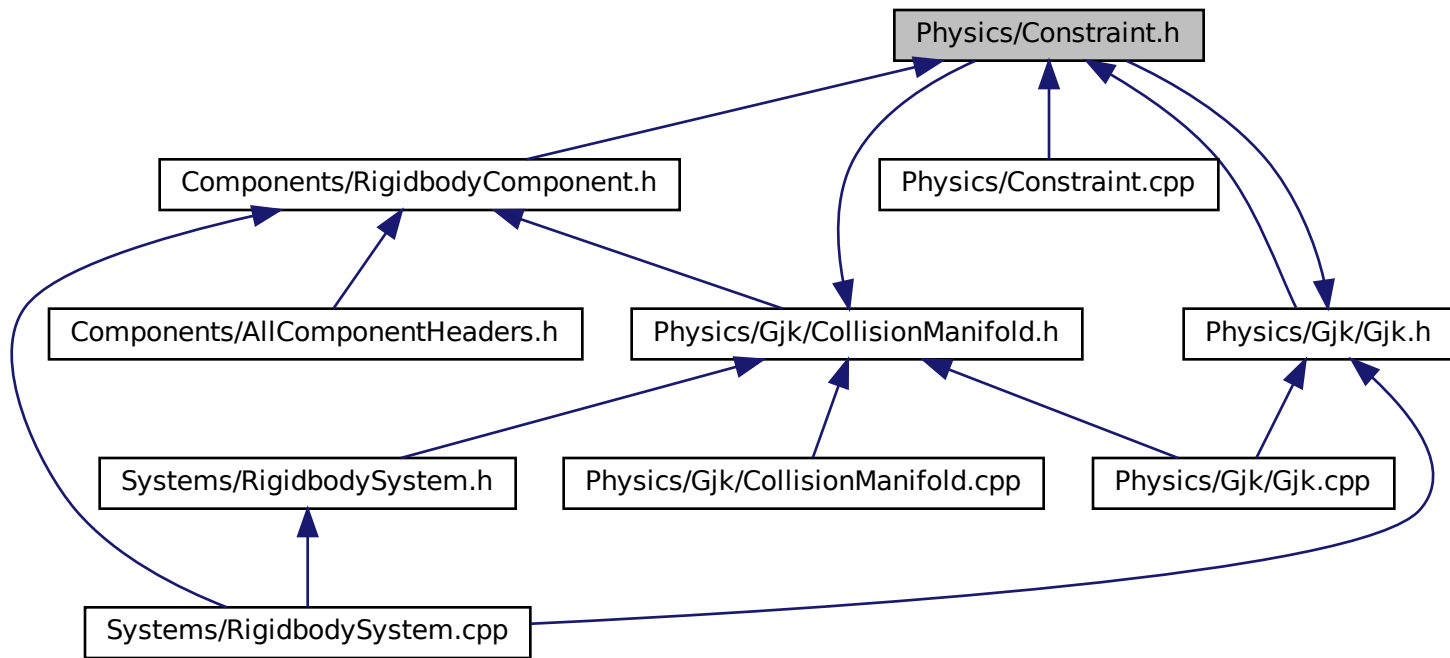 Physics/Constraint.h
Components/RigidbodyComponent.h
Physics/Constraint.cpp
Components/AllComponentHeaders.h
Physics/Gjk/CollisionManifold.h
Physics/Gjk/Gjk.h
Systems/RigidbodySystem.h
Physics/Gjk/CollisionManifold.cpp
Physics/Gjk/Gjk.cpp
Systems/RigidbodySystem.cpp